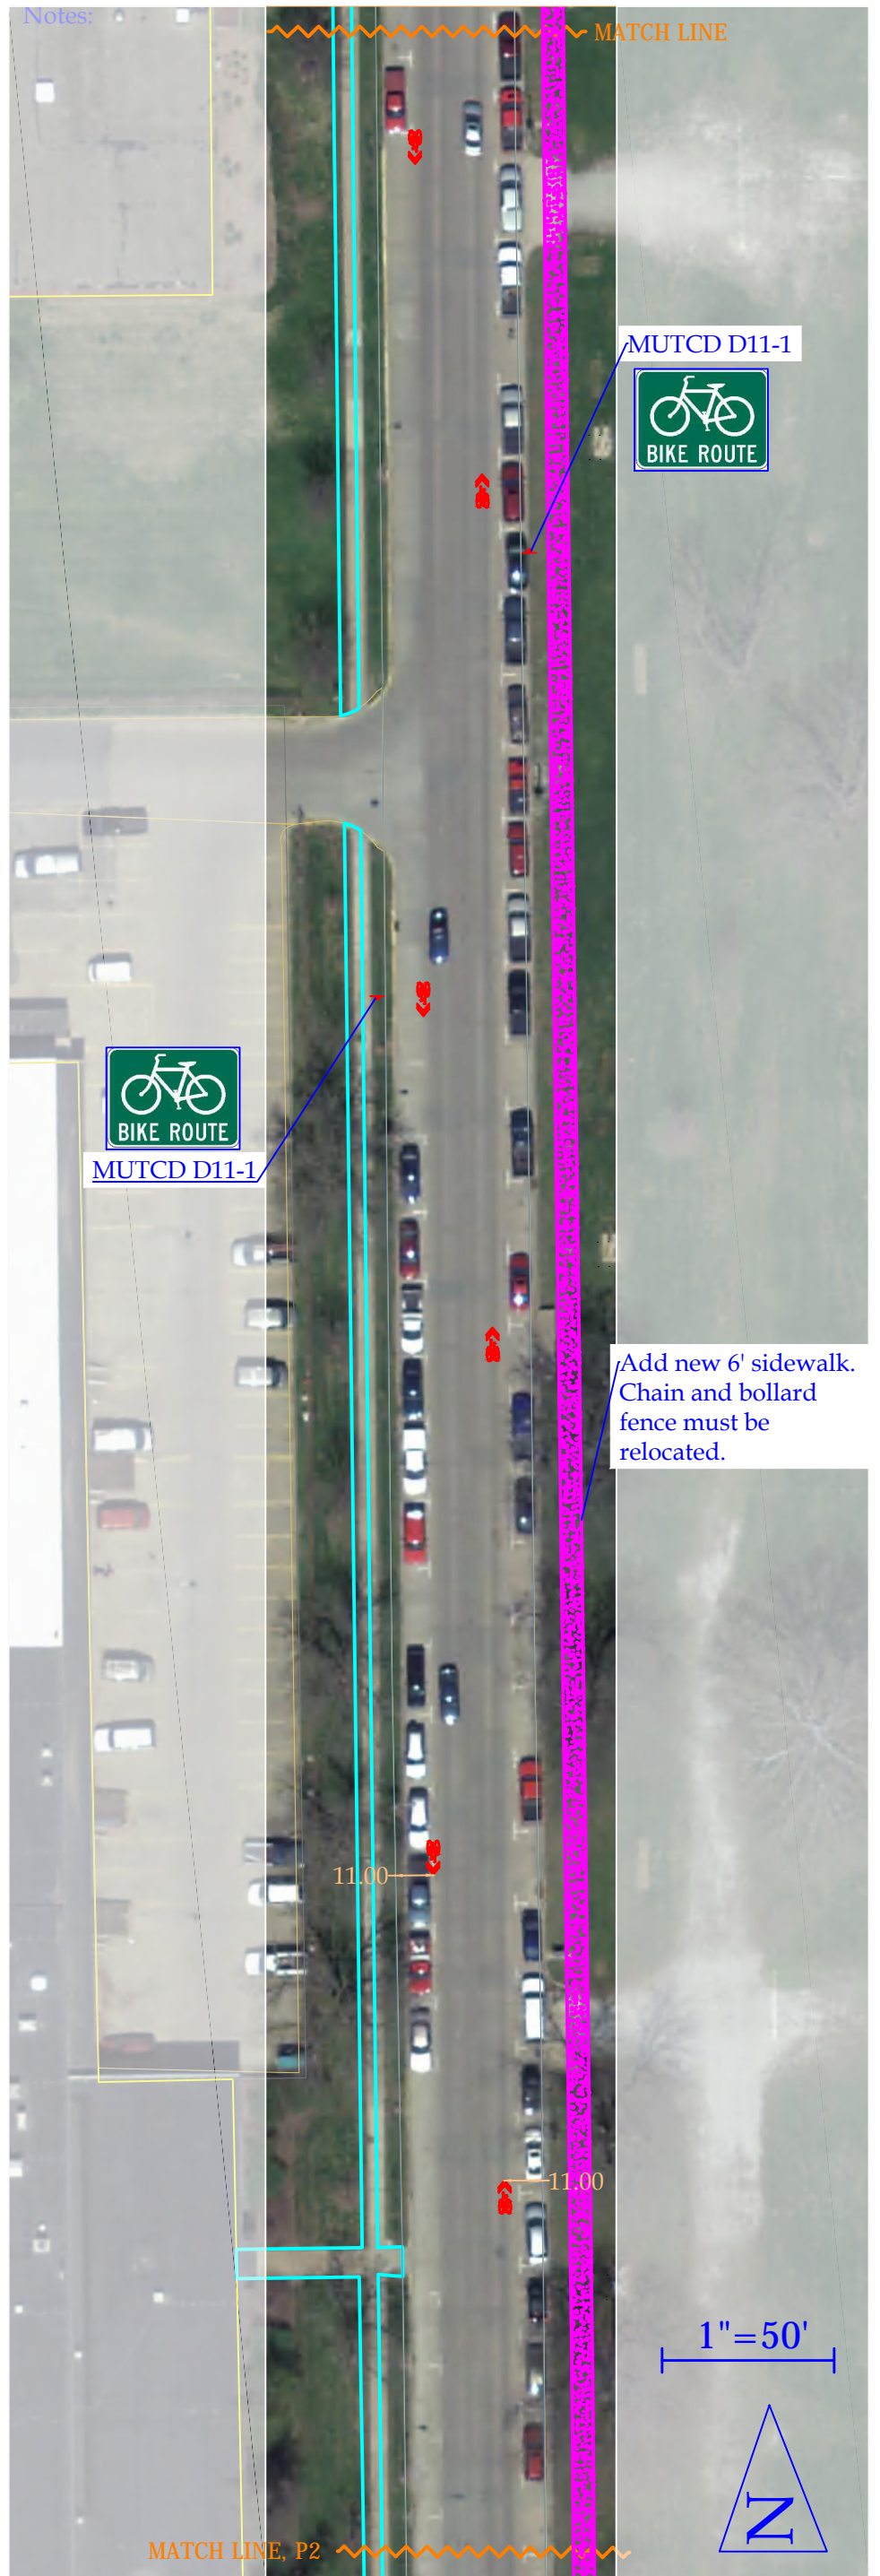 Notes:
MATCH LINE
MUTCD D11-1
BIKE ROUTE
BIKE ROUTE
MUTCD D11-1
Add new 6' sidewalk.
Chain and bollard
fence must be
relocated.
11.00
11.00
1"=50'
N
MATCH LINE, P2